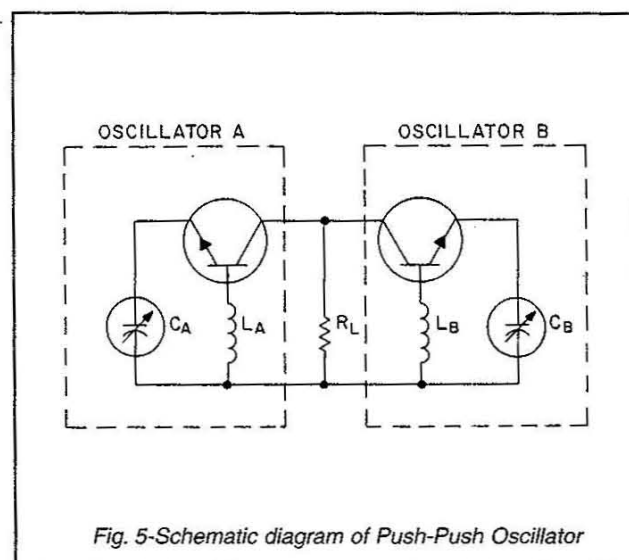 OSCILLATOR A
OSCILLATOR B
CA
LA
RL
LB
CB
Fig. 5-Schematic diagram of Push-Push Oscillator